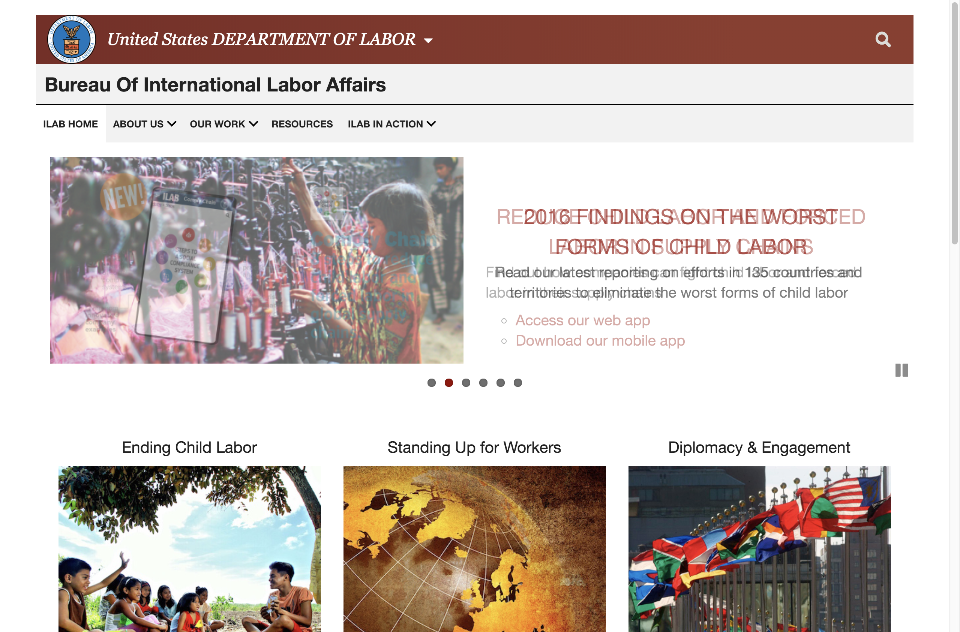 United States DEPARTMENT OF LABOR
Bureau Of International Labor Affairs
ILAB HOME ABOUT US OUR WORK RESOURCES ILAB IN ACTION
NEW!
ILAB
2016 FINDINGS ON THE WORST
FORMS OF CHILD LABOR
Read our latest reporting on efforts in 135 countries and
territories to eliminate the worst forms of child labor
Access our web app
Download our mobile app
Ending Child Labor Standing Up for Workers Diplomacy & Engagement